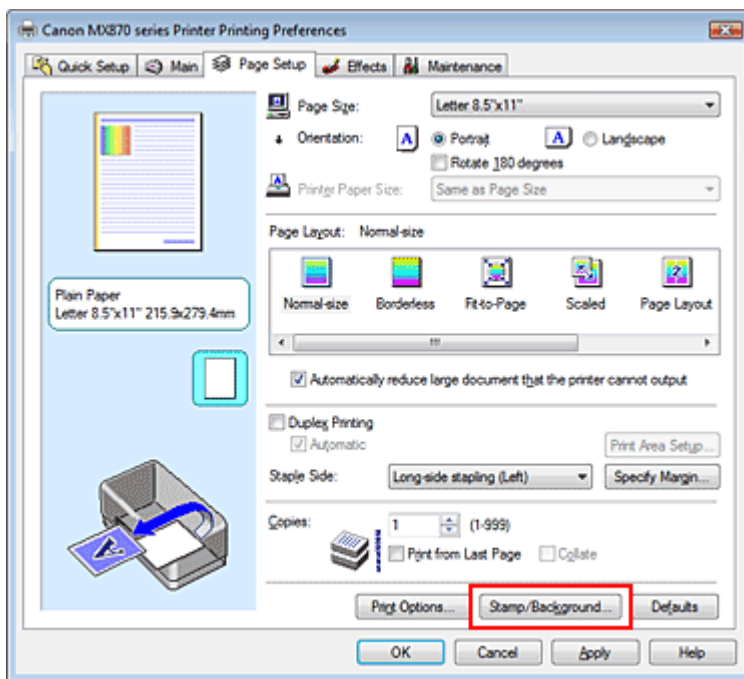 Canon MX870 series Printer Printing Preferences
Quick Setup Main Page Setup Effects Maintenance
Page Size: Letter 8.5"x11"
Orientation: A Portrait A Landscape
Rotate 180 degrees
Printer Paper Size: Same as Page Size
Page Layout: Normal-size
Normal-size Borderless Fit-to-Page Scaled Page Layout
Plain Paper
Letter 8.5"x11" 215.9x279.4mm
Automatically reduce large document that the printer cannot output
Duplex Printing
Automatic Print Area Setup...
Staple Side: Long-side stapling (Left) Specify Margin...
Copies: 1 (1-999)
Print from Last Page Collate
Print Options... Stamp/Background... Defaults
OK Cancel Apply Help